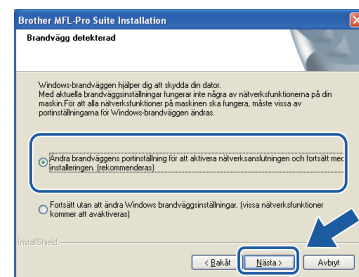 Brother MFL-Pro Suite Installation
Brandvägg detekterad
Windows-brandväggen hjälper dig att skydda din dator.
Med aktuella brandväggsinställningar fungerar inte några av nätverksfunktionerna på din
maskin.För att alla nätverksfunktioner på maskinen ska fungera, måste vissa av
portinställningarna för Windows-brandväggen ändras.
Ändra brandväggens portinställning för att aktivera nätverksanslutningen och fortsätt med
installeringen. (rekommenderas)
Fortsätt utan att ändra Windows brandväggsinställningar. (vissa nätverksfunktioner
kommer att avaktiveras)
InstallShield
< Bakåt
Nästa >
Avbryt